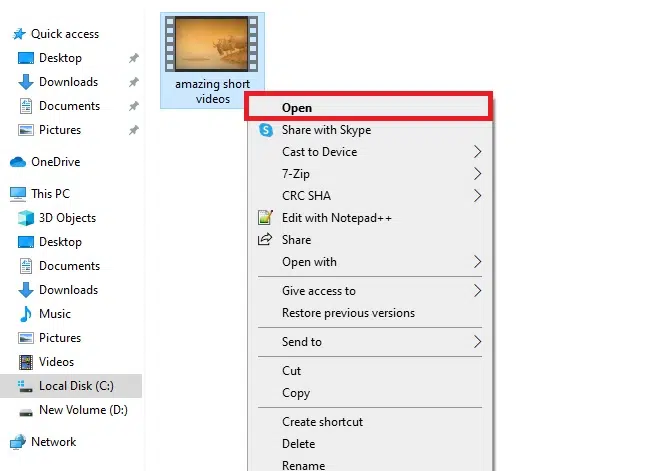 Quick access
Desktop
Downloads
Documents
Pictures
OneDrive
This PC
3D Objects
Desktop
Documents
Downloads
Music
Pictures
Videos
Local Disk (C:)
New Volume (D:)
Network
amazing short
videos
Open
Share with Skype
Cast to Device
7-Zip
CRC SHA
Edit with Notepad++
Share
Open with
Give access to
Restore previous versions
Send to
Cut
Copy
Create shortcut
Delete
Rename